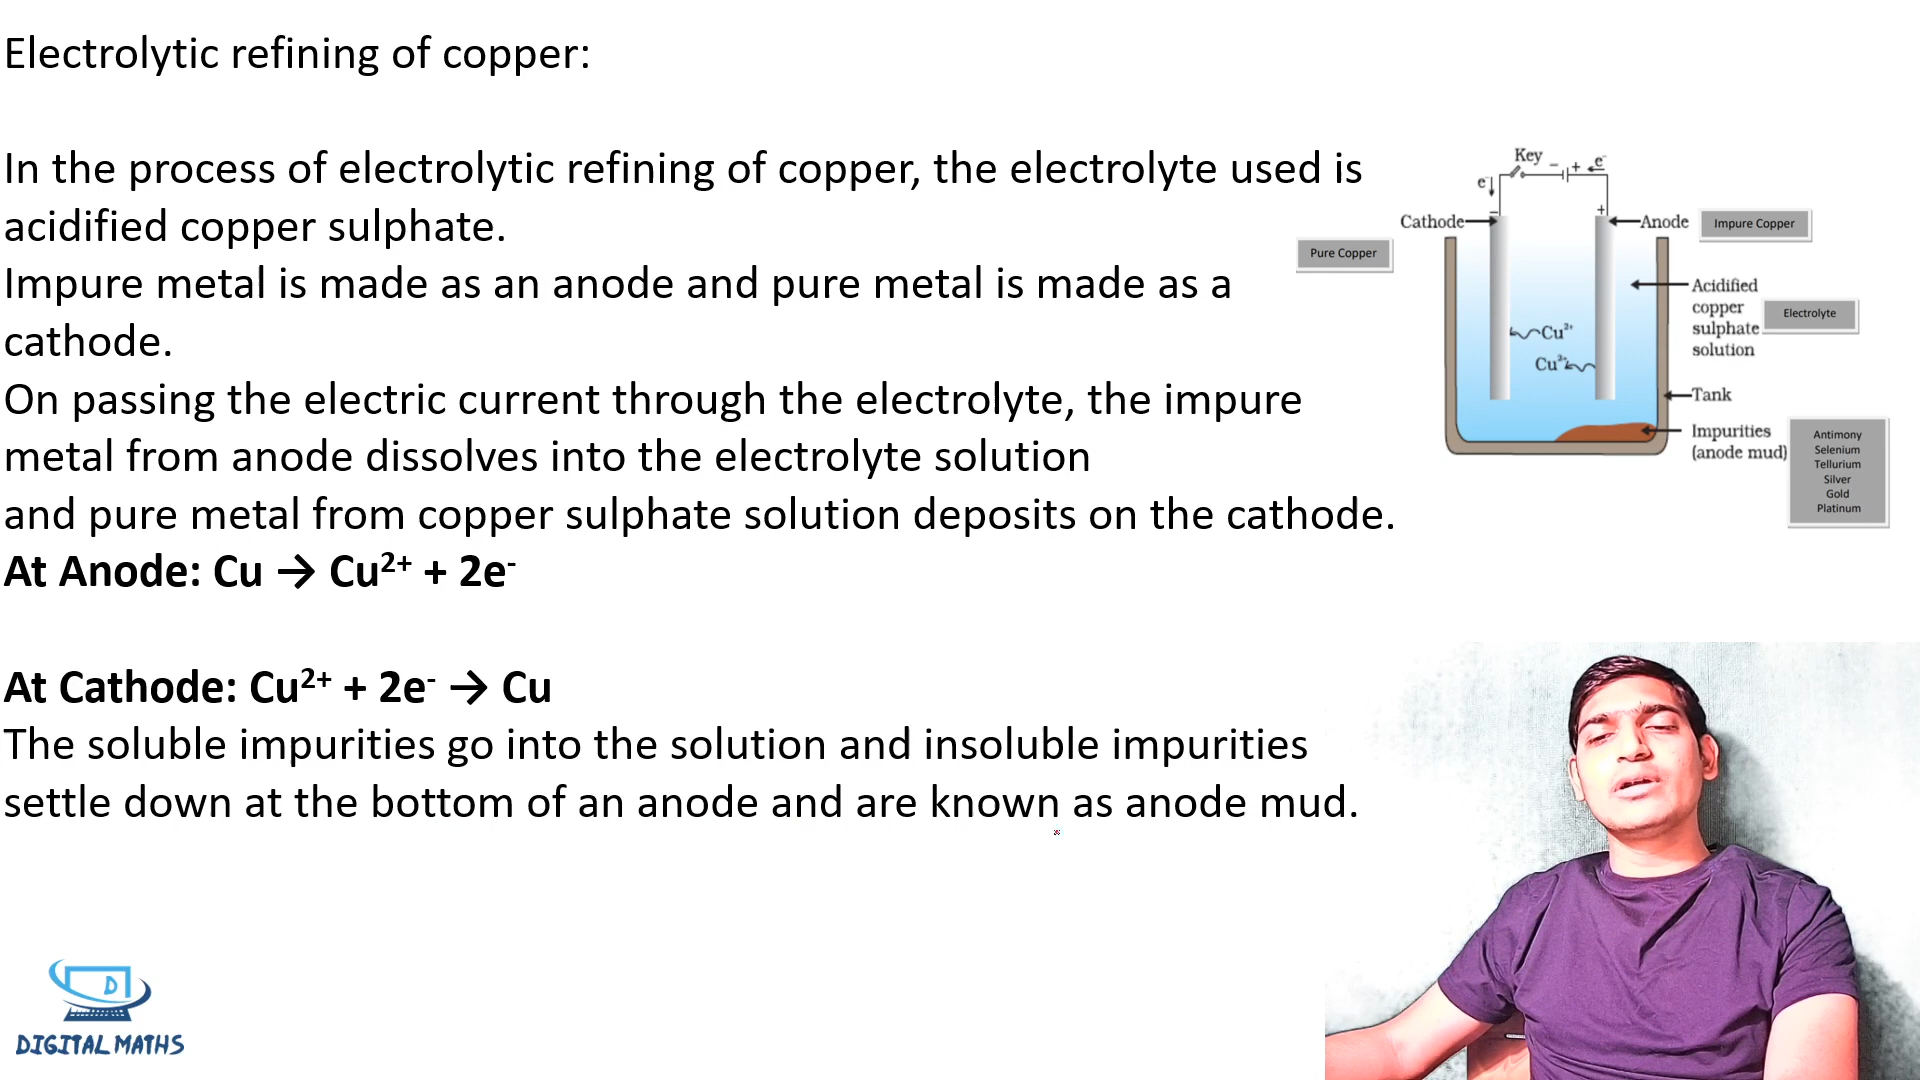 Electrolytic refining of copper:
In the process of electrolytic refining of copper, the electrolyte used is
acidified copper sulphate.
Impure metal is made as an anode and pure metal is made as a
cathode.
On passing the electric current through the electrolyte, the impure
metal from anode dissolves into the electrolyte solution
and pure metal from copper sulphate solution deposits on the cathode.
At Anode: Cu → Cu²⁺ + 2e⁻
At Cathode: Cu²⁺ + 2e⁻ → Cu
The soluble impurities go into the solution and insoluble impurities
settle down at the bottom of an anode and are known as anode mud.
Key
− + e⁻
e⁻
− +
Cathode
Anode
Impure Copper
Pure Copper
Acidified
copper
sulphate
solution
Electrolyte
Cu²⁺
Cu²⁺
Tank
Impurities
(anode mud)
Antimony
Selenium
Tellurium
Silver
Gold
Platinum
D
DIGITAL MATHS